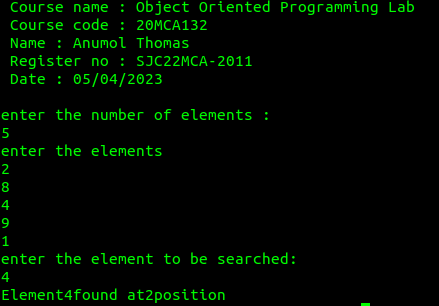 Course name : Object Oriented Programming Lab
Course code : 20MCA132
Name : Anumol Thomas
Register no : SJC22MCA-2011
Date : 05/04/2023
enter the number of elements :
5
enter the elements
2
8
4
9
1
enter the element to be searched:
4
Element4found at2position